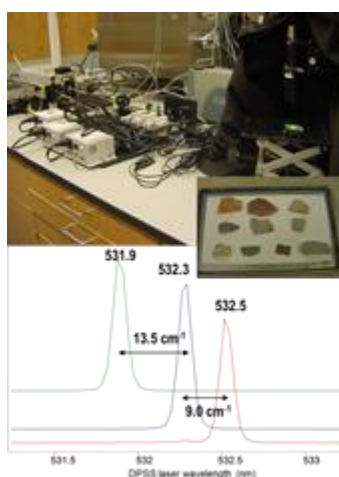 531.9
532.3
532.5
13.5 cm-1
9.0 cm-1
531.5 532 532.5 533
DPSS laser wavelength (nm)